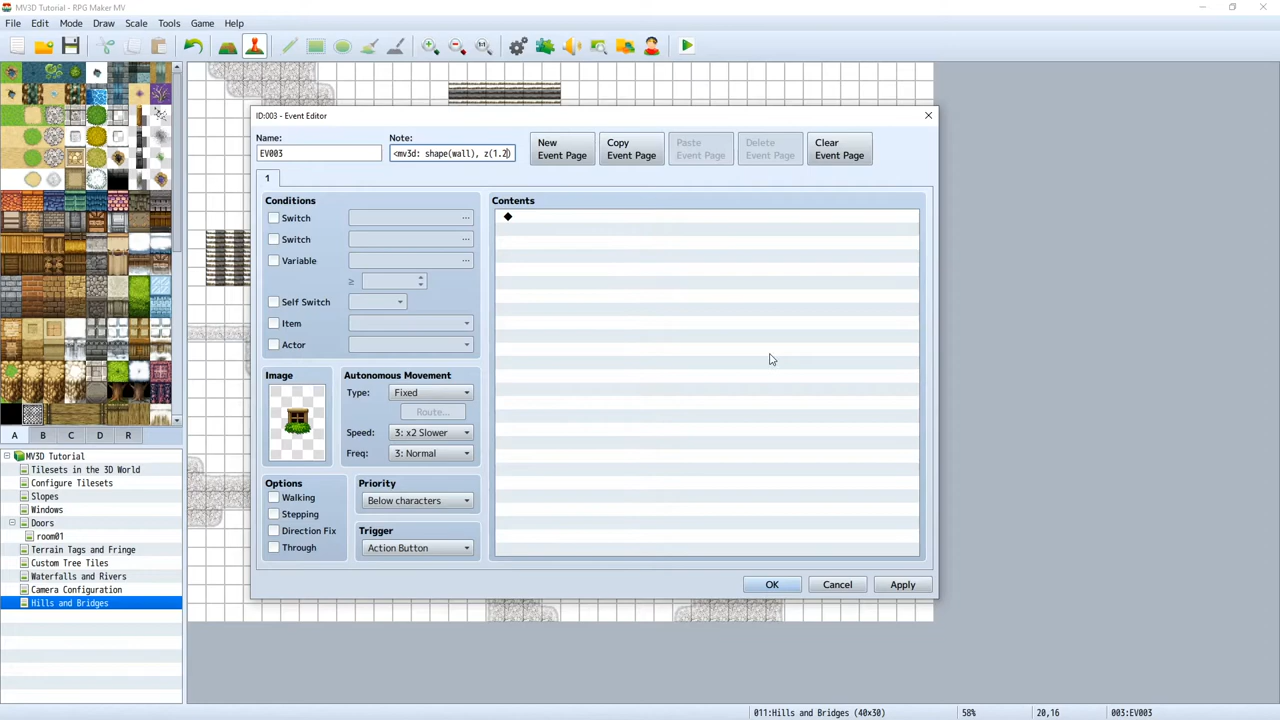 MV3D Tutorial - RPG Maker MV
File Edit Mode Draw Scale Tools Game Help
ID:003 - Event Editor
Name: Note:
EV003 <mv3d: shape(wall), z(1.2)
New Event Page
Copy Event Page
Paste Event Page
Delete Event Page
Clear Event Page
1
Conditions
Switch ...
Switch ...
Variable ...
≥
Self Switch
Item
Actor
Image
Autonomous Movement
Type: Fixed
Route...
Speed: 3: x2 Slower
Freq: 3: Normal
Options
Walking
Stepping
Direction Fix
Through
Priority
Below characters
Trigger
Action Button
Contents
OK Cancel Apply
A B C D R
MV3D Tutorial
Tilesets in the 3D World
Configure Tilesets
Slopes
Windows
Doors
room01
Terrain Tags and Fringe
Custom Tree Tiles
Waterfalls and Rivers
Camera Configuration
Hills and Bridges
011:Hills and Bridges (40x30) 58% 20,16 003:EV003